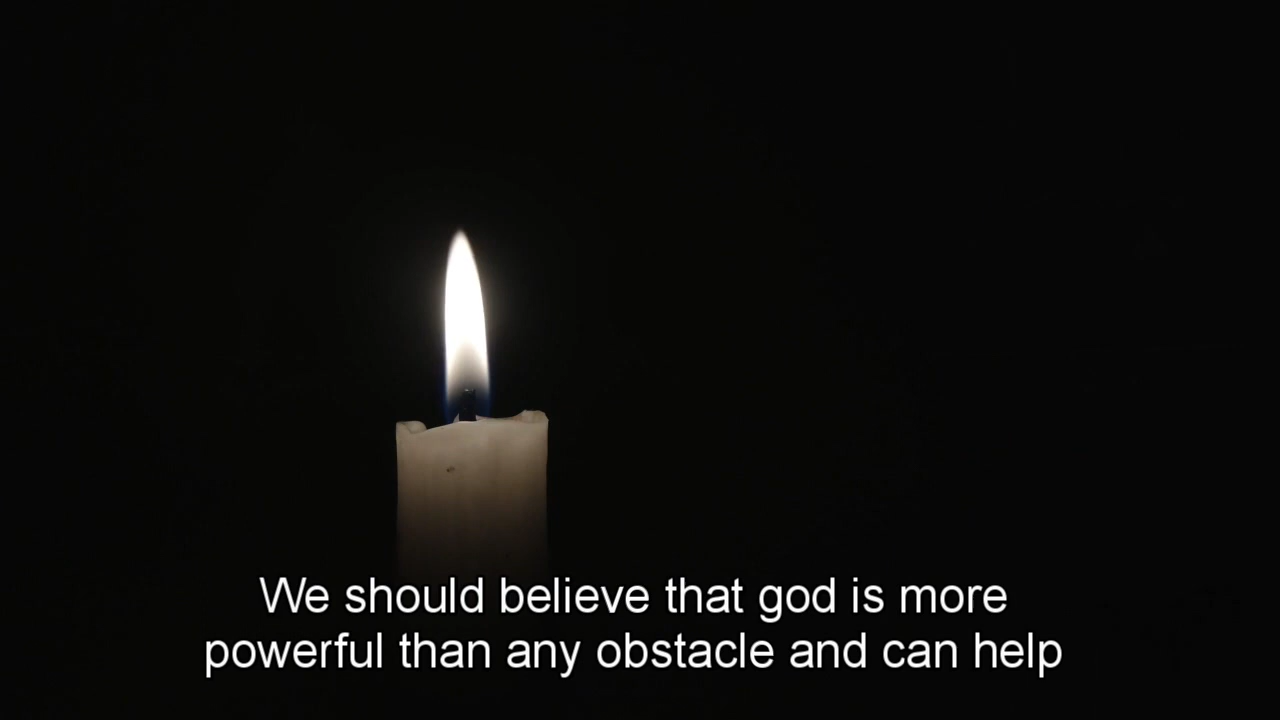 We should believe that god is more
powerful than any obstacle and can help